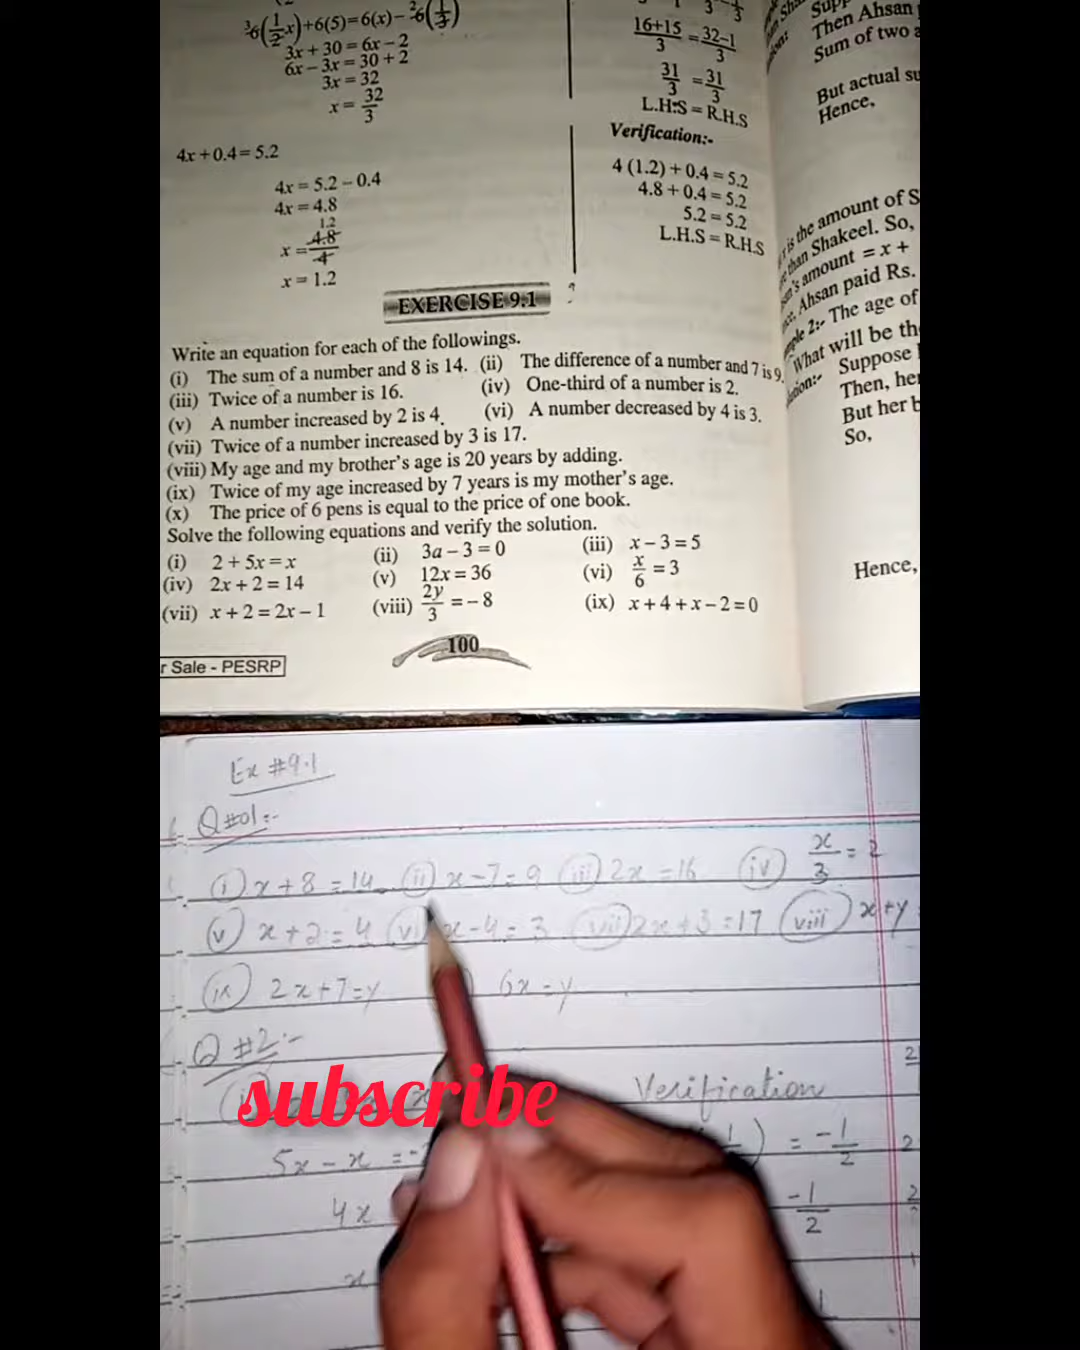 ³6(1/2 x)+6(5)=6(x)−²6(1/3)
3x + 30 = 6x − 2
6x − 3x = 30 + 2
3x = 32
x = 32/3
4x + 0.4 = 5.2
4x = 5.2 − 0.4
4x = 4.8
1.2
x = 4.8/4
x = 1.2
16+15/3 = 32−1/3
31/3 = 31/3
L.H.S = R.H.S
Verification:-
4 (1.2) + 0.4 = 5.2
4.8 + 0.4 = 5.2
5.2 = 5.2
L.H.S = R.H.S
Then Ahsan
Sum of two
But actual su
Hence,
is the amount of S
than Shakeel. So,
's amount = x +
Ahsan paid Rs.
ple 2:- The age of
What will be th
Suppose
Then, her
But her b
So,
Hence,
EXERCISE 9.1
Write an equation for each of the followings.
(i) The sum of a number and 8 is 14. (ii) The difference of a number and 7 is 9.
(iii) Twice of a number is 16. (iv) One-third of a number is 2.
(v) A number increased by 2 is 4. (vi) A number decreased by 4 is 3.
(vii) Twice of a number increased by 3 is 17.
(viii) My age and my brother's age is 20 years by adding.
(ix) Twice of my age increased by 7 years is my mother's age.
(x) The price of 6 pens is equal to the price of one book.
Solve the following equations and verify the solution.
(i) 2 + 5x = x (ii) 3a − 3 = 0 (iii) x − 3 = 5
(iv) 2x + 2 = 14 (v) 12x = 36 (vi) x/6 = 3
(vii) x + 2 = 2x − 1 (viii) 2y/3 = − 8 (ix) x + 4 + x − 2 = 0
100
r Sale - PESRP
Ex #9.1
Q #01:-
(i) x + 8 = 14 (ii) x − 7 = 9 (iii) 2x = 16 (iv) x/3 = 2
(v) x + 2 = 4 (vi) x − 4 = 3 (vii) 2x + 3 = 17 (viii) x + y
(ix) 2x + 7 = y 6x = y
Q #2:-
subscribe
Verification
5x − x = −
= −1/2
4x
−1/2
x